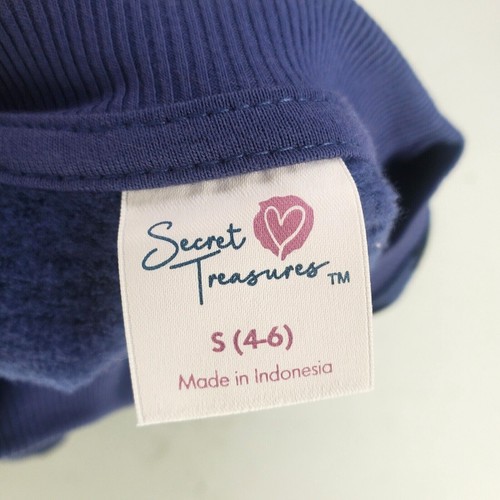 Secret
Treasures™
S (4-6)
Made in Indonesia